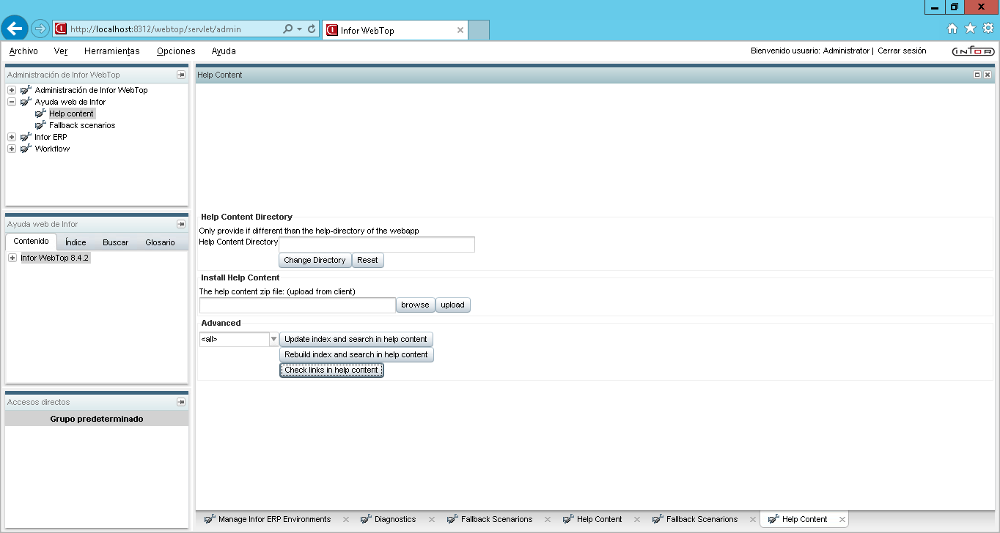 http://localhost:8312/webtop/servlet/admin
Infor WebTop
Archivo Ver Herramientas Opciones Ayuda
Bienvenido usuario: Administrator | Cerrar sesión
infor
Administración de Infor WebTop
Administración de Infor WebTop
Ayuda web de Infor
Help content
Fallback scenarios
Infor ERP
Workflow
Ayuda web de Infor
Contenido Índice Buscar Glosario
Infor WebTop 8.4.2
Accesos directos
Grupo predeterminado
Help Content
Help Content Directory
Only provide if different than the help-directory of the webapp
Help Content Directory
Change Directory Reset
Install Help Content
The help content zip file: (upload from client)
browse upload
Advanced
<all> Update index and search in help content
Rebuild index and search in help content
Check links in help content
Manage Infor ERP Environments Diagnostics Fallback Scenarions Help Content Fallback Scenarions Help Content